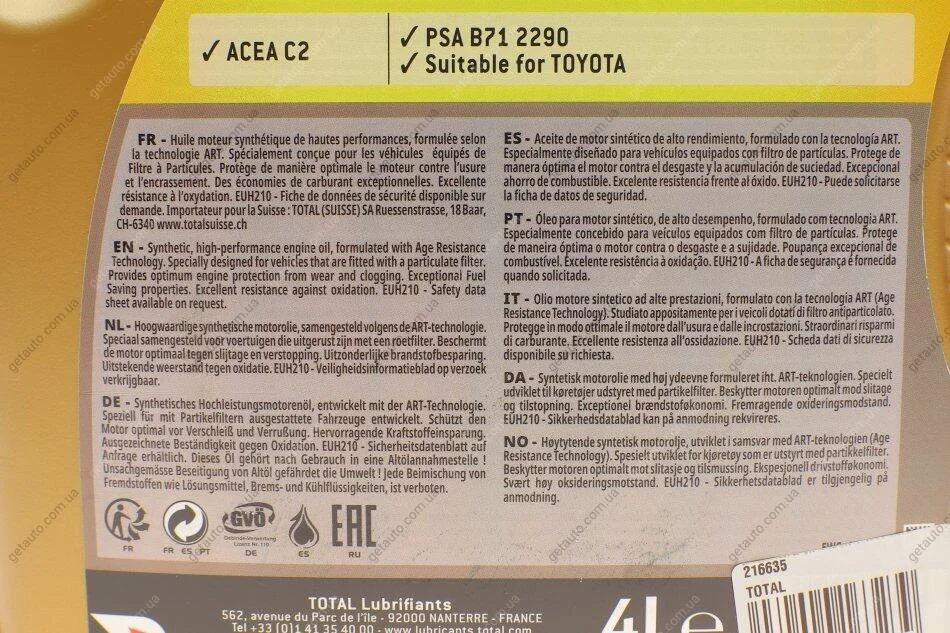 ✓ ACEA C2
✓ PSA B71 2290
✓ Suitable for TOYOTA
FR - Huile moteur synthétique de hautes performances, formulée selon
la technologie ART. Spécialement conçue pour les véhicules équipés de
Filtre à Particules. Protège de manière optimale le moteur contre l'usure
et l'encrassement. Des économies de carburant exceptionnelles. Excellente
résistance à l'oxydation. EUH210 - Fiche de données de sécurité disponible sur
demande. Importateur pour la Suisse : TOTAL (SUISSE) SA Ruessenstrasse, 18 Baar,
CH-6340 www.totalsuisse.ch
EN - Synthetic, high-performance engine oil, formulated with Age Resistance
Technology. Specially designed for vehicles that are fitted with a particulate filter.
Provides optimum engine protection from wear and clogging. Exceptional Fuel
Saving properties. Excellent resistance against oxidation. EUH210 - Safety data
sheet available on request.
NL - Hoogwaardige synthetische motorolie, samengesteld volgens de ART-technologie.
Speciaal samengesteld voor voertuigen die uitgerust zijn met een roetfilter. Beschermt
de motor optimaal tegen slijtage en verstopping. Uitzonderlijke brandstofbesparing.
Uitstekende weerstand tegen oxidatie. EUH210 - Veiligheidsinformatieblad op verzoek
verkrijgbaar.
DE - Synthetisches Hochleistungsmotorenöl, entwickelt mit der ART-Technologie.
Speziell für mit Partikelfiltern ausgestattete Fahrzeuge entwickelt. Schützt den
Motor optimal vor Verschleiß und Verrußung. Hervorragende Kraftstoffeinsparung.
Ausgezeichnete Beständigkeit gegen Oxidation. EUH210 - Sicherheitsdatenblatt auf
Anfrage erhältlich. Dieses Öl gehört nach Gebrauch in eine Altölannahmestelle !
Unsachgemässe Beseitigung von Altöl gefährdet die Umwelt ! Jede Beimischung von
Fremdstoffen wie Lösungsmittel, Brems- und Kühlflüssigkeiten, ist verboten.
ES - Aceite de motor sintético de alto rendimiento, formulado con la tecnología ART.
Especialmente diseñado para vehículos equipados con filtro de partículas. Protege de
manera óptima el motor contra el desgaste y la acumulación de suciedad. Excepcional
ahorro de combustible. Excelente resistencia frente al óxido. EUH210 - Puede solicitarse
la ficha de datos de seguridad.
PT - Óleo para motor sintético, de alto desempenho, formulado com tecnologia ART.
Especialmente concebido para veículos equipados com filtro de partículas. Protege
de maneira óptima o motor contra o desgaste e a sujidade. Poupança excepcional de
combustível. Excelente resistência à oxidação. EUH210 - A ficha de segurança é fornecida
quando solicitada.
IT - Olio motore sintetico ad alte prestazioni, formulato con la tecnologia ART (Age
Resistance Technology). Studiato appositamente per i veicoli dotati di filtro antiparticolato.
Protegge in modo ottimale il motore dall'usura e dalle incrostazioni. Straordinari risparmi
di carburante. Eccellente resistenza all'ossidazione. EUH210 - Scheda dati di sicurezza
disponibile su richiesta.
DA - Syntetisk motorolie med høj ydeevne formuleret iht. ART-teknologien. Specielt
udviklet til køretøjer udstyret med partikelfilter. Beskytter motoren optimalt mod slitage
og tilstopning. Exceptionel brændstoføkonomi. Fremragende oxideringsmodstand.
EUH210 - Sikkerhedsdatablad kan på anmodning rekvireres.
NO - Høytytende syntetisk motorolje, utviklet i samsvar med ART-teknologien (Age
Resistance Technology). Spesielt utviklet for kjøretøy som er utstyrt med partikkelfilter.
Beskytter motoren optimalt mot slitasje og tilsmussing. Ekspesjonell drivstofføkonomi.
Svært høy oksideringsmotstand. EUH210 - Sikkerhetsdatablad er tilgjengelig på
anmodning.
FR
FR ES PT
GVÖ
Gebinde-Verwertung
Lizenz Nr. 110
DE
ES
EAC
RU
TOTAL Lubrifiants
562, avenue du Parc de l'Ile - 92000 NANTERRE - FRANCE
Tel +33 (0)1 41 35 40 00 - www.lubricants.total.com
4L e
216635
TOTAL
getauto.com.ua